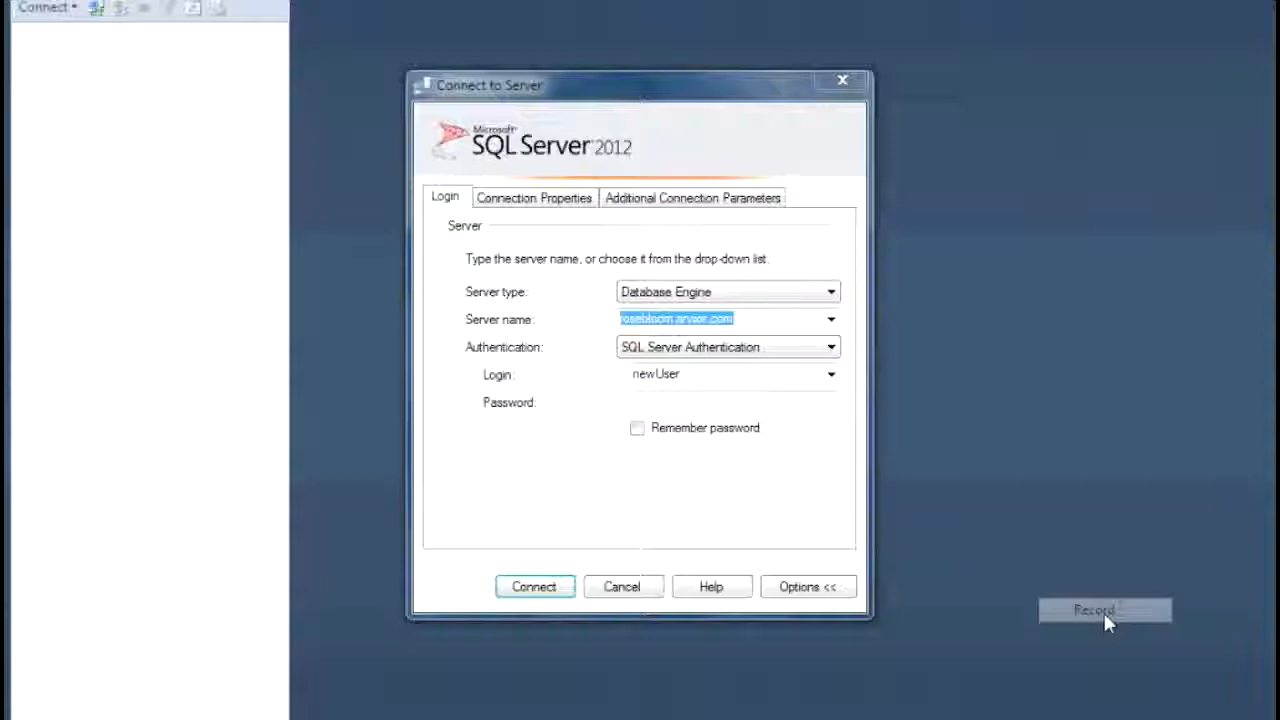 Connect
Connect to Server
Microsoft
SQL Server 2012
Login Connection Properties Additional Connection Parameters
Server
Type the server name, or choose it from the drop-down list.
Server type: Database Engine
Server name:
Authentication: SQL Server Authentication
Login: newUser
Password:
Remember password
Connect Cancel Help Options <<
Record